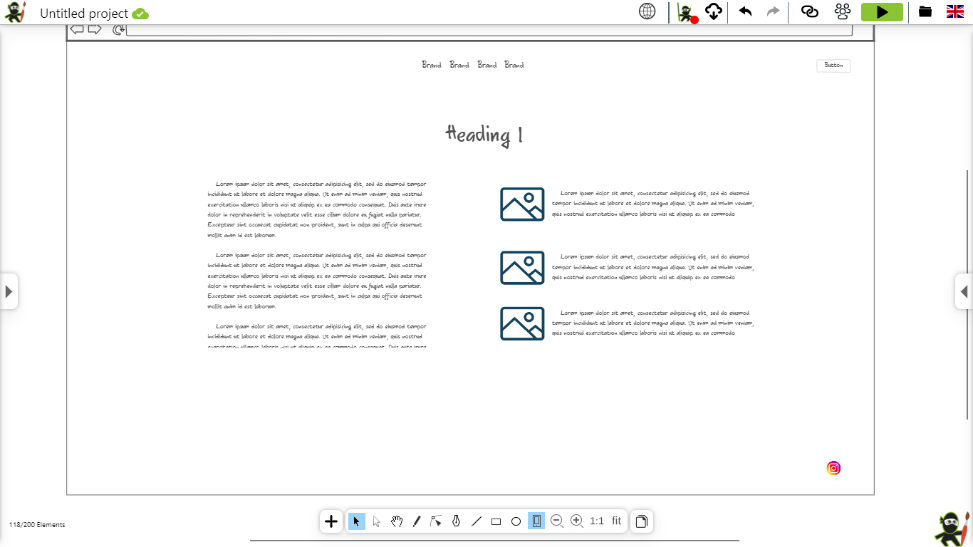 Untitled project
Brand Brand Brand Brand
Button
Heading 1
Lorem ipsum dolor sit amet, consectetur adipisicing elit, sed do eiusmod tempor
incididunt ut labore et dolore magna aliqua. Ut enim ad minim veniam, quis nostrud
exercitation ullamco laboris nisi ut aliquip ex ea commodo consequat. Duis aute irure
dolor in reprehenderit in voluptate velit esse cillum dolore eu fugiat nulla pariatur.
Excepteur sint occaecat cupidatat non proident, sunt in culpa qui officia deserunt
mollit anim id est laborum.
Lorem ipsum dolor sit amet, consectetur adipisicing elit, sed do eiusmod tempor
incididunt ut labore et dolore magna aliqua. Ut enim ad minim veniam, quis nostrud
exercitation ullamco laboris nisi ut aliquip ex ea commodo consequat. Duis aute irure
dolor in reprehenderit in voluptate velit esse cillum dolore eu fugiat nulla pariatur.
Excepteur sint occaecat cupidatat non proident, sunt in culpa qui officia deserunt
mollit anim id est laborum.
Lorem ipsum dolor sit amet, consectetur adipisicing elit, sed do eiusmod tempor
incididunt ut labore et dolore magna aliqua. Ut enim ad minim veniam, quis nostrud
exercitation ullamco laboris nisi ut aliquip ex ea commodo consequat. Duis aute irure
Lorem ipsum dolor sit amet, consectetur adipisicing elit, sed do eiusmod
tempor incididunt ut labore et dolore magna aliqua. Ut enim ad minim veniam,
quis nostrud exercitation ullamco laboris nisi ut aliquip ex ea commodo
Lorem ipsum dolor sit amet, consectetur adipisicing elit, sed do eiusmod
tempor incididunt ut labore et dolore magna aliqua. Ut enim ad minim veniam,
quis nostrud exercitation ullamco laboris nisi ut aliquip ex ea commodo
Lorem ipsum dolor sit amet, consectetur adipisicing elit, sed do eiusmod
tempor incididunt ut labore et dolore magna aliqua. Ut enim ad minim veniam,
quis nostrud exercitation ullamco laboris nisi ut aliquip ex ea commodo
118/200 Elements
1:1 fit